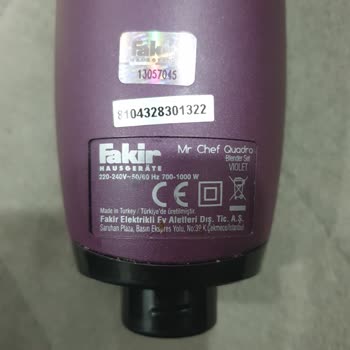 Fakir
HAUSGERÄTE
13057045
8104328301322
Fakir
HAUSGERÄTE
Mr Chef Quadro
Blender Set
VIOLET
220-240V~50/60 Hz 700-1000 W
CE
Made in Turkey / Türkiye'de üretilmiştir.
Fakir Elektrikli Ev Aletleri Dış. Tic. A.Ş.
Saruhan Plaza, Basın Ekspres Yolu, No:39 K.Çekmece/İstanbul